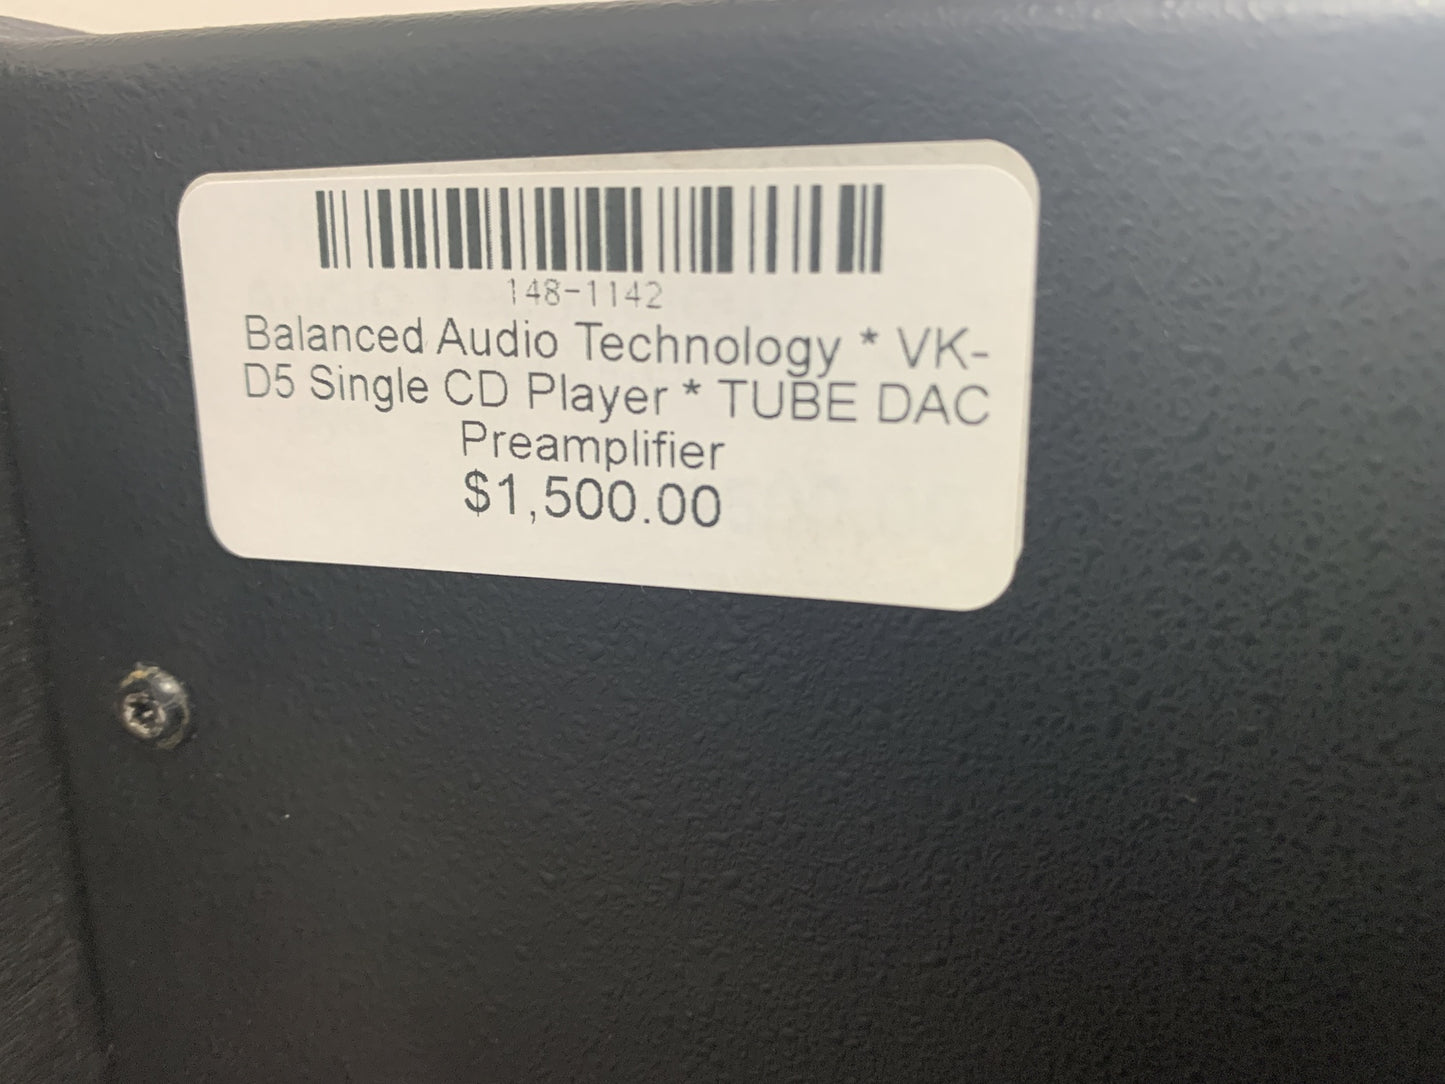 148-1142
Balanced Audio Technology * VK-
D5 Single CD Player * TUBE DAC
Preamplifier
$1,500.00